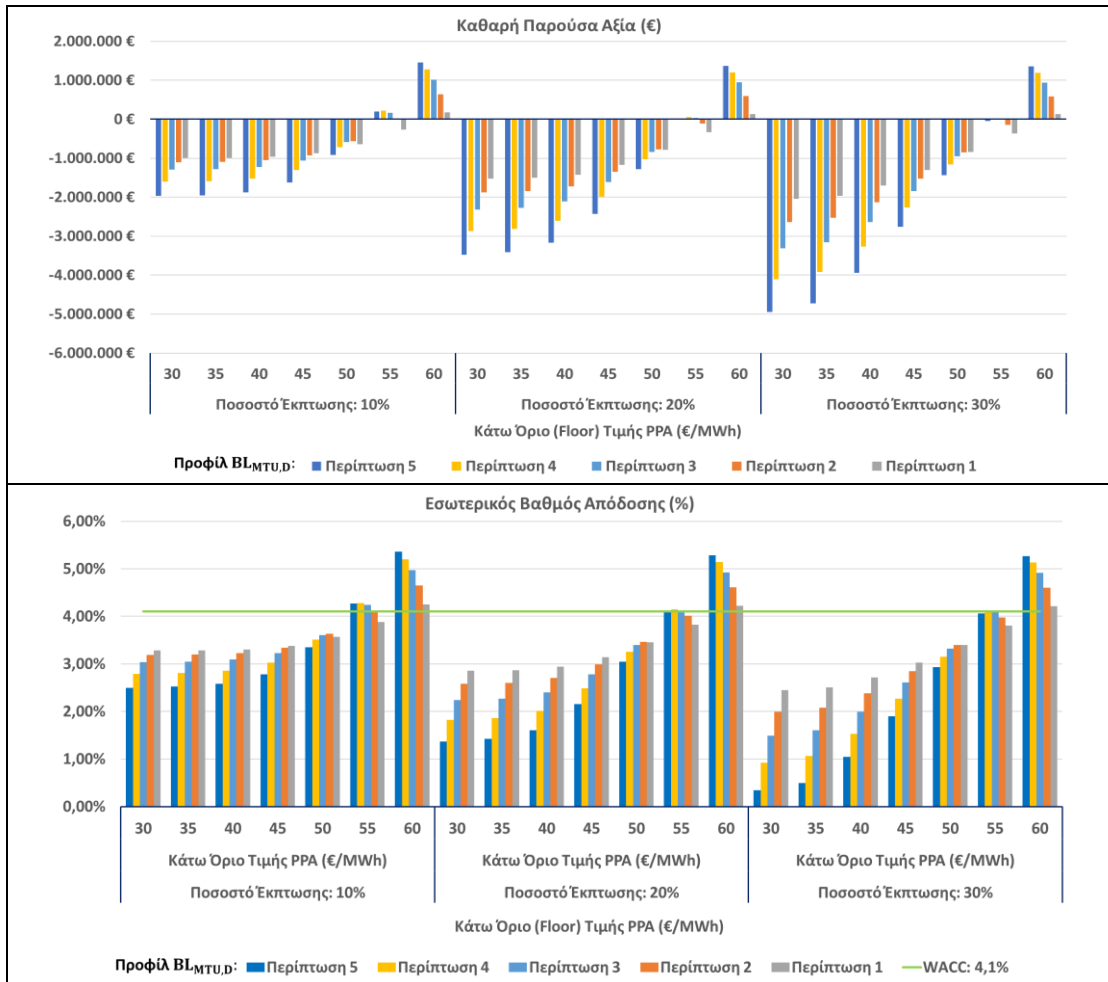 Καθαρή Παρούσα Αξία (€)
2.000.000 €
1.000.000 €
0 €
-1.000.000 €
-2.000.000 €
-3.000.000 €
-4.000.000 €
-5.000.000 €
-6.000.000 €
30 35 40 45 50 55 60 30 35 40 45 50 55 60 30 35 40 45 50 55 60
Ποσοστό Έκπτωσης: 10% Ποσοστό Έκπτωσης: 20% Ποσοστό Έκπτωσης: 30%
Κάτω Όριο (Floor) Τιμής PPA (€/MWh)
Προφίλ BL_MTU,D: Περίπτωση 5 Περίπτωση 4 Περίπτωση 3 Περίπτωση 2 Περίπτωση 1
Εσωτερικός Βαθμός Απόδοσης (%)
6,00%
5,00%
4,00%
3,00%
2,00%
1,00%
0,00%
30 35 40 45 50 55 60 30 35 40 45 50 55 60 30 35 40 45 50 55 60
Κάτω Όριο Τιμής PPA (€/MWh) Κάτω Όριο Τιμής PPA (€/MWh) Κάτω Όριο Τιμής PPA (€/MWh)
Ποσοστό Έκπτωσης: 10% Ποσοστό Έκπτωσης: 20% Ποσοστό Έκπτωσης: 30%
Κάτω Όριο (Floor) Τιμής PPA (€/MWh)
Προφίλ BL_MTU,D: Περίπτωση 5 Περίπτωση 4 Περίπτωση 3 Περίπτωση 2 Περίπτωση 1 WACC: 4,1%